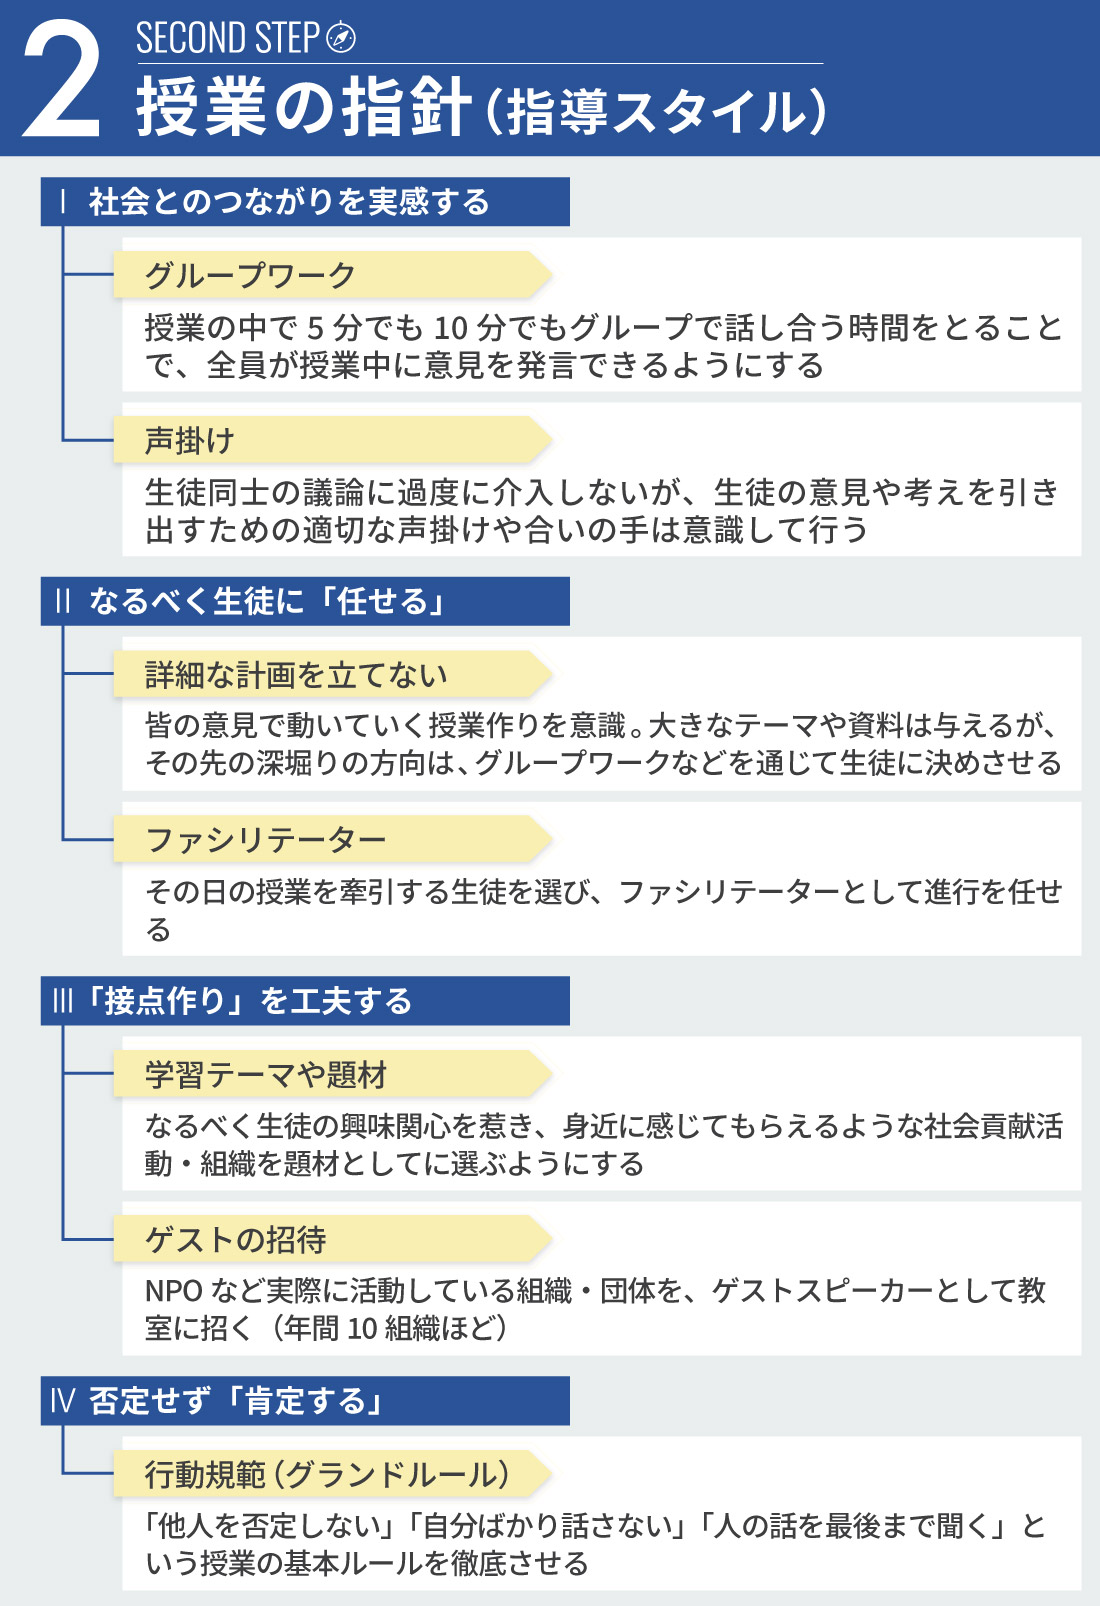 2
SECOND STEP
授業の指針（指導スタイル）
Ⅰ 社会とのつながりを実感する
グループワーク
授業の中で 5 分でも 10 分でもグループで話し合う時間をとること
で、全員が授業中に意見を発言できるようにする
声掛け
生徒同士の議論に過度に介入しないが、生徒の意見や考えを引き
出すための適切な声掛けや合いの手は意識して行う
Ⅱ なるべく生徒に「任せる」
詳細な計画を立てない
皆の意見で動いていく授業作りを意識。大きなテーマや資料は与えるが、
その先の深堀りの方向は、グループワークなどを通じて生徒に決めさせる
ファシリテーター
その日の授業を牽引する生徒を選び、ファシリテーターとして進行を任せ
る
Ⅲ「接点作り」を工夫する
学習テーマや題材
なるべく生徒の興味関心を惹き、身近に感じてもらえるような社会貢献活
動・組織を題材としてに選ぶようにする
ゲストの招待
NPO など実際に活動している組織・団体を、ゲストスピーカーとして教
室に招く（年間 10 組織ほど）
Ⅳ 否定せず「肯定する」
行動規範（グランドルール）
「他人を否定しない」「自分ばかり話さない」「人の話を最後まで聞く」と
いう授業の基本ルールを徹底させる